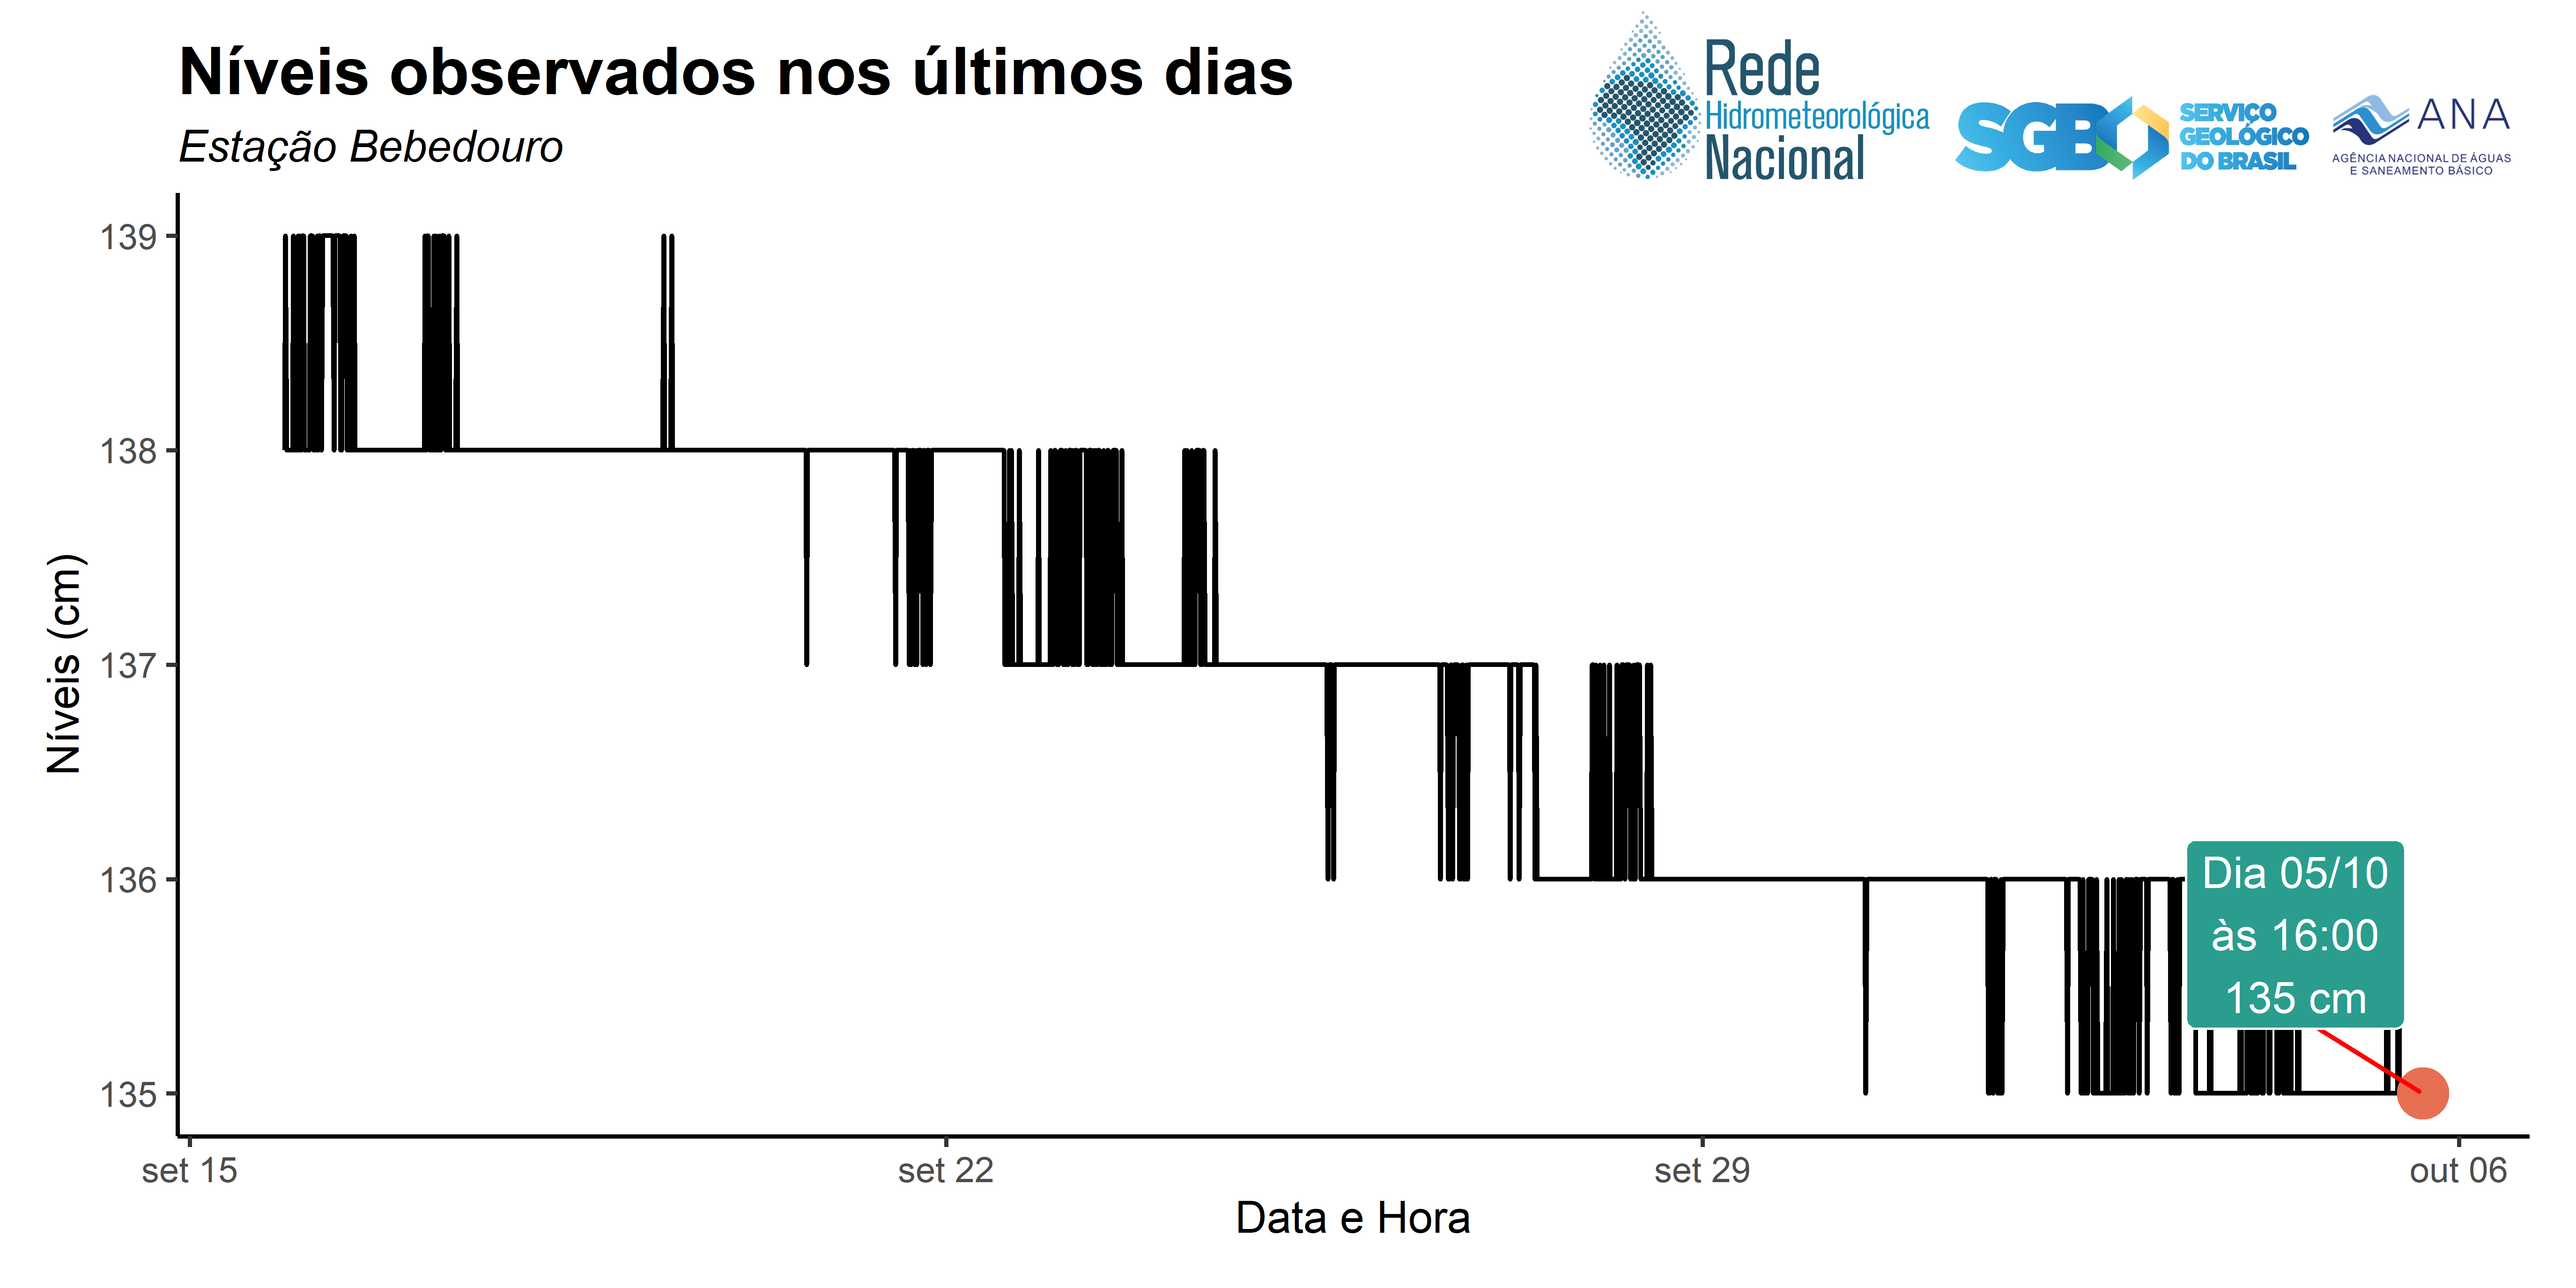 Níveis observados nos últimos dias
Estação Bebedouro
Rede
Hidrometeorológica
Nacional
SGB
SERVIÇO
GEOLÓGICO
DO BRASIL
ANA
AGÊNCIA NACIONAL DE ÁGUAS
E SANEAMENTO BÁSICO
139
138
137
136
135
Níveis (cm)
Dia 05/10
às 16:00
135 cm
set 15
set 22
set 29
out 06
Data e Hora